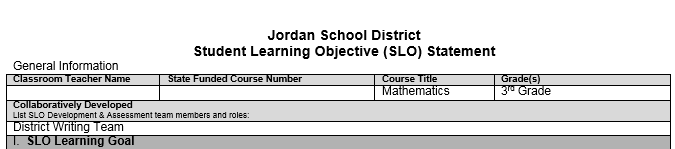 Jordan School District
Student Learning Objective (SLO) Statement
General Information
Classroom Teacher Name State Funded Course Number Course Title Grade(s)
Mathematics 3rd Grade
Collaboratively Developed
List SLO Development & Assessment team members and roles:
District Writing Team
I. SLO Learning Goal